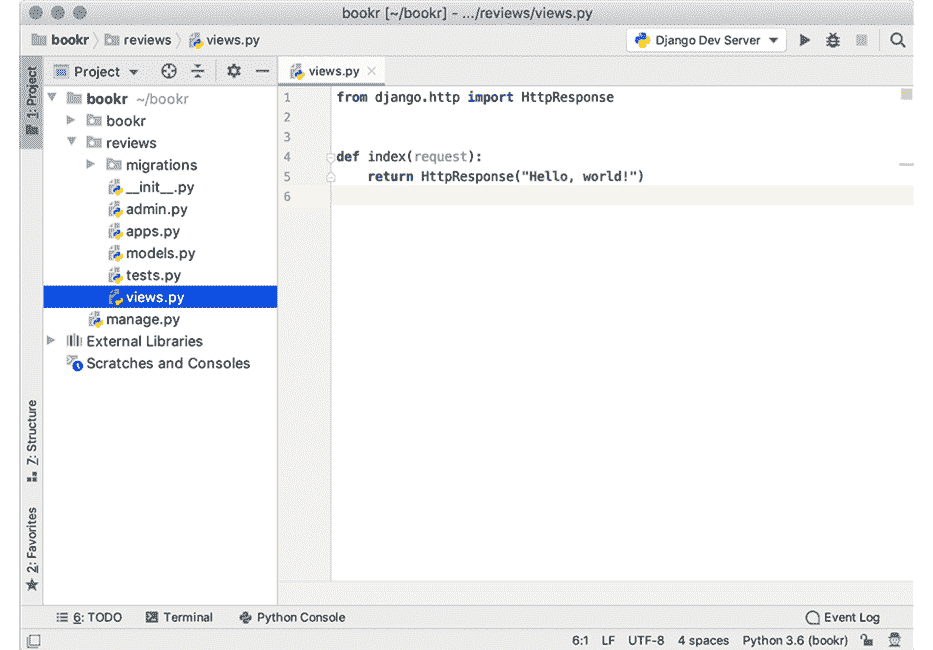 bookr [~/bookr] - .../reviews/views.py
bookr reviews views.py Django Dev Server
1: Project
Project
views.py
bookr ~/bookr
bookr
reviews
migrations
__init__.py
admin.py
apps.py
models.py
tests.py
views.py
manage.py
External Libraries
Scratches and Consoles
1 from django.http import HttpResponse
2
3
4 def index(request):
5     return HttpResponse("Hello, world!")
6
Z: Structure
2: Favorites
6: TODO Terminal Python Console Event Log
6:1 LF UTF-8 4 spaces Python 3.6 (bookr)